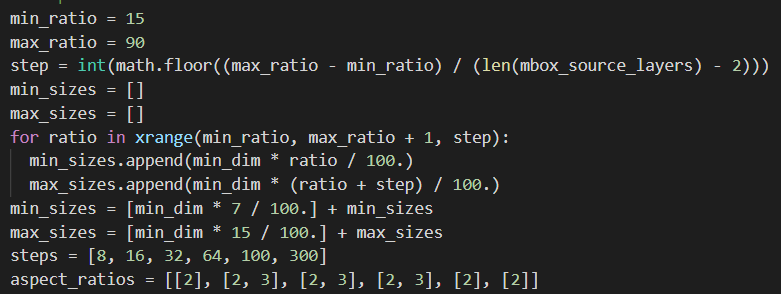 min_ratio = 15
max_ratio = 90
step = int(math.floor((max_ratio - min_ratio) / (len(mbox_source_layers) - 2)))
min_sizes = []
max_sizes = []
for ratio in xrange(min_ratio, max_ratio + 1, step):
  min_sizes.append(min_dim * ratio / 100.)
  max_sizes.append(min_dim * (ratio + step) / 100.)
min_sizes = [min_dim * 7 / 100.] + min_sizes
max_sizes = [min_dim * 15 / 100.] + max_sizes
steps = [8, 16, 32, 64, 100, 300]
aspect_ratios = [[2], [2, 3], [2, 3], [2, 3], [2], [2]]